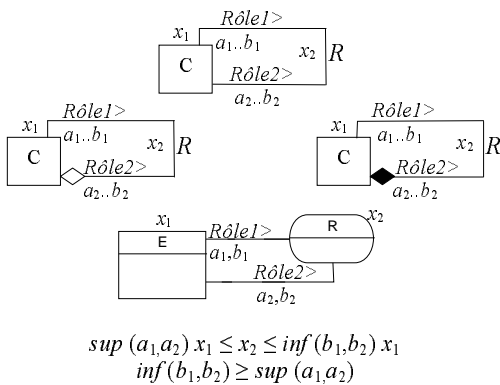 Rôle1>
x₁ a₁..b₁
C x₂ R
Rôle2>
a₂..b₂
Rôle1>
x₁ a₁..b₁
C x₂ R
Rôle2>
a₂..b₂
Rôle1>
x₁ a₁..b₁
C x₂ R
Rôle2>
a₂..b₂
x₁ x₂
E Rôle1> R
a₁,b₁
Rôle2>
a₂,b₂
sup (a₁,a₂) x₁ ≤ x₂ ≤ inf (b₁,b₂) x₁
inf (b₁,b₂) ≥ sup (a₁,a₂)